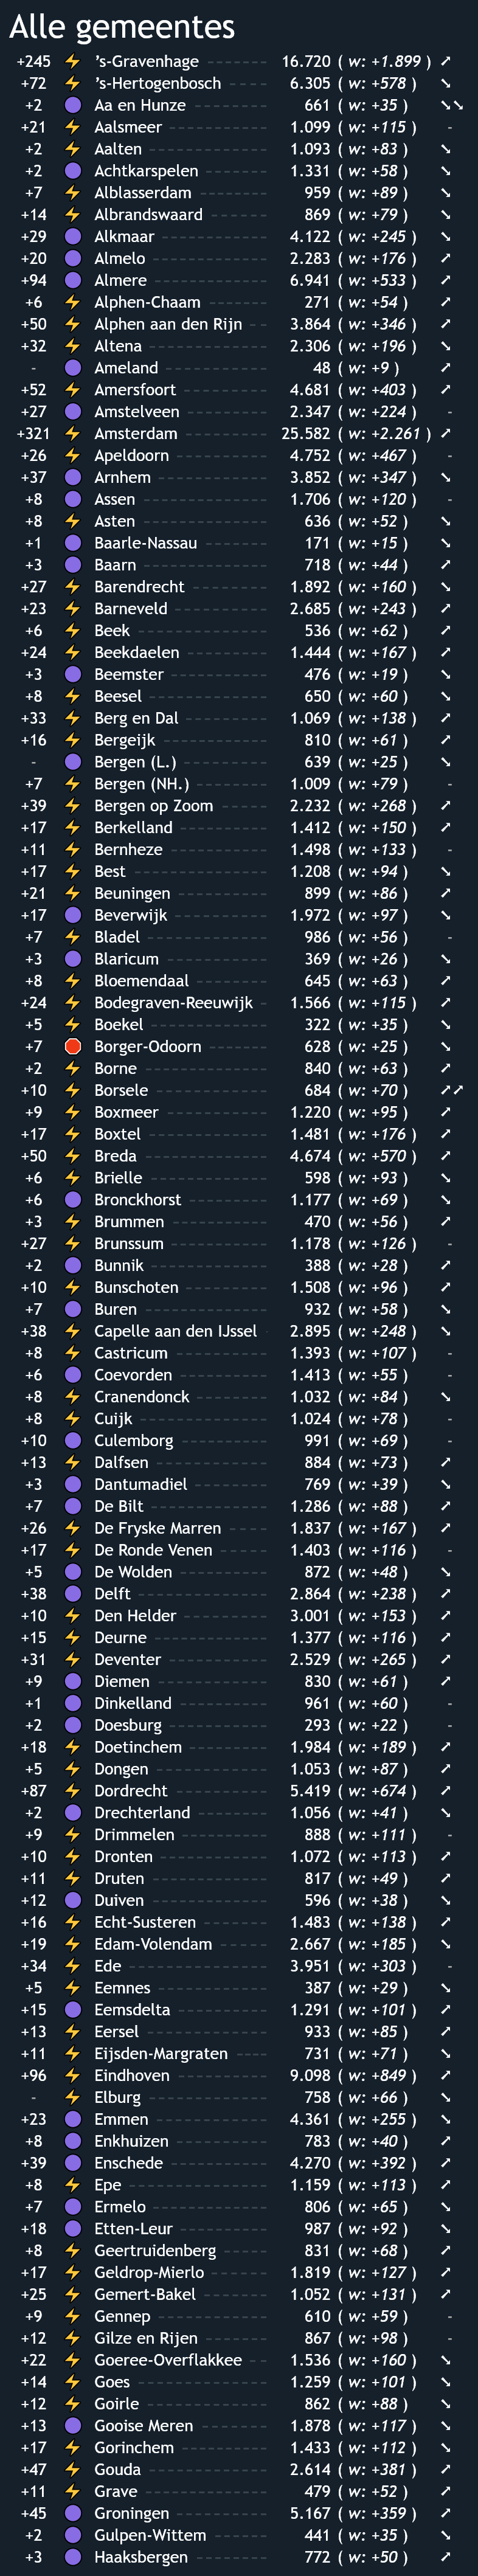 Alle gemeentes
+245 ⚡ 's-Gravenhage 16.720 ( w: +1.899 ) ↗
+72 ⚡ 's-Hertogenbosch 6.305 ( w: +578 ) ↘
+2 🟣 Aa en Hunze 661 ( w: +35 ) ↘↘
+21 ⚡ Aalsmeer 1.099 ( w: +115 ) -
+2 ⚡ Aalten 1.093 ( w: +83 ) ↘
+2 🟣 Achtkarspelen 1.331 ( w: +58 ) ↘
+7 ⚡ Alblasserdam 959 ( w: +89 ) ↘
+14 ⚡ Albrandswaard 869 ( w: +79 ) ↘
+29 🟣 Alkmaar 4.122 ( w: +245 ) ↘
+20 🟣 Almelo 2.283 ( w: +176 ) ↗
+94 🟣 Almere 6.941 ( w: +533 ) ↗
+6 ⚡ Alphen-Chaam 271 ( w: +54 ) ↗
+50 ⚡ Alphen aan den Rijn 3.864 ( w: +346 ) ↗
+32 ⚡ Altena 2.306 ( w: +196 ) ↘
- 🟣 Ameland 48 ( w: +9 ) ↗
+52 ⚡ Amersfoort 4.681 ( w: +403 ) ↗
+27 🟣 Amstelveen 2.347 ( w: +224 ) -
+321 ⚡ Amsterdam 25.582 ( w: +2.261 ) ↗
+26 ⚡ Apeldoorn 4.752 ( w: +467 ) -
+37 🟣 Arnhem 3.852 ( w: +347 ) ↘
+8 🟣 Assen 1.706 ( w: +120 ) -
+8 ⚡ Asten 636 ( w: +52 ) ↘
+1 🟣 Baarle-Nassau 171 ( w: +15 ) ↘
+3 🟣 Baarn 718 ( w: +44 ) ↗
+27 ⚡ Barendrecht 1.892 ( w: +160 ) ↘
+23 ⚡ Barneveld 2.685 ( w: +243 ) ↗
+6 ⚡ Beek 536 ( w: +62 ) ↗
+24 ⚡ Beekdaelen 1.444 ( w: +167 ) ↗
+3 🟣 Beemster 476 ( w: +19 ) ↘
+8 ⚡ Beesel 650 ( w: +60 ) ↘
+33 ⚡ Berg en Dal 1.069 ( w: +138 ) ↗
+16 ⚡ Bergeijk 810 ( w: +61 ) ↗
- 🟣 Bergen (L.) 639 ( w: +25 ) ↘
+7 ⚡ Bergen (NH.) 1.009 ( w: +79 ) -
+39 ⚡ Bergen op Zoom 2.232 ( w: +268 ) ↗
+17 ⚡ Berkelland 1.412 ( w: +150 ) ↗
+11 ⚡ Bernheze 1.498 ( w: +133 ) -
+17 ⚡ Best 1.208 ( w: +94 ) ↘
+21 ⚡ Beuningen 899 ( w: +86 ) ↗
+17 🟣 Beverwijk 1.972 ( w: +97 ) ↘
+7 ⚡ Bladel 986 ( w: +56 ) -
+3 🟣 Blaricum 369 ( w: +26 ) ↘
+8 ⚡ Bloemendaal 645 ( w: +63 ) ↗
+24 ⚡ Bodegraven-Reeuwijk 1.566 ( w: +115 ) ↗
+5 ⚡ Boekel 322 ( w: +35 ) ↘
+7 🛑 Borger-Odoorn 628 ( w: +25 ) ↘
+2 ⚡ Borne 840 ( w: +63 ) ↗
+10 ⚡ Borsele 684 ( w: +70 ) ↗↗
+9 ⚡ Boxmeer 1.220 ( w: +95 ) ↗
+17 ⚡ Boxtel 1.481 ( w: +176 ) ↗
+50 ⚡ Breda 4.674 ( w: +570 ) ↗
+6 ⚡ Brielle 598 ( w: +93 ) ↘
+6 🟣 Bronckhorst 1.177 ( w: +69 ) ↘
+3 ⚡ Brummen 470 ( w: +56 ) ↗
+27 ⚡ Brunssum 1.178 ( w: +126 ) -
+2 🟣 Bunnik 388 ( w: +28 ) ↗
+10 ⚡ Bunschoten 1.508 ( w: +96 ) ↗
+7 🟣 Buren 932 ( w: +58 ) ↘
+38 ⚡ Capelle aan den IJssel 2.895 ( w: +248 ) ↘
+8 ⚡ Castricum 1.393 ( w: +107 ) -
+6 🟣 Coevorden 1.413 ( w: +55 ) -
+8 ⚡ Cranendonck 1.032 ( w: +84 ) ↘
+8 ⚡ Cuijk 1.024 ( w: +78 ) -
+10 🟣 Culemborg 991 ( w: +69 ) -
+13 ⚡ Dalfsen 884 ( w: +73 ) ↗
+3 🟣 Dantumadiel 769 ( w: +39 ) ↘
+7 🟣 De Bilt 1.286 ( w: +88 ) ↗
+26 ⚡ De Fryske Marren 1.837 ( w: +167 ) ↗
+17 ⚡ De Ronde Venen 1.403 ( w: +116 ) -
+5 🟣 De Wolden 872 ( w: +48 ) ↘
+38 🟣 Delft 2.864 ( w: +238 ) ↗
+10 ⚡ Den Helder 3.001 ( w: +153 ) ↗
+15 ⚡ Deurne 1.377 ( w: +116 ) ↗
+31 ⚡ Deventer 2.529 ( w: +265 ) ↗
+9 🟣 Diemen 830 ( w: +61 ) ↗
+1 🟣 Dinkelland 961 ( w: +60 ) -
+2 🟣 Doesburg 293 ( w: +22 ) -
+18 ⚡ Doetinchem 1.984 ( w: +189 ) ↗
+5 ⚡ Dongen 1.053 ( w: +87 ) ↗
+87 ⚡ Dordrecht 5.419 ( w: +674 ) ↗
+2 🟣 Drechterland 1.056 ( w: +41 ) ↘
+9 ⚡ Drimmelen 888 ( w: +111 ) -
+10 ⚡ Dronten 1.072 ( w: +113 ) ↗
+11 ⚡ Druten 817 ( w: +49 ) ↗
+12 🟣 Duiven 596 ( w: +38 ) ↘
+16 ⚡ Echt-Susteren 1.483 ( w: +138 ) ↗
+19 ⚡ Edam-Volendam 2.667 ( w: +185 ) ↘
+34 ⚡ Ede 3.951 ( w: +303 ) -
+5 ⚡ Eemnes 387 ( w: +29 ) ↘
+15 🟣 Eemsdelta 1.291 ( w: +101 ) ↗
+13 ⚡ Eersel 933 ( w: +85 ) ↗
+11 ⚡ Eijsden-Margraten 731 ( w: +71 ) ↘
+96 ⚡ Eindhoven 9.098 ( w: +849 ) ↗
- ⚡ Elburg 758 ( w: +66 ) ↘
+23 🟣 Emmen 4.361 ( w: +255 ) ↘
+8 🟣 Enkhuizen 783 ( w: +40 ) ↗
+39 🟣 Enschede 4.270 ( w: +392 ) ↗
+8 ⚡ Epe 1.159 ( w: +113 ) ↗
+7 🟣 Ermelo 806 ( w: +65 ) ↘
+18 🟣 Etten-Leur 987 ( w: +92 ) ↘
+8 ⚡ Geertruidenberg 831 ( w: +68 ) ↗
+17 ⚡ Geldrop-Mierlo 1.819 ( w: +127 ) ↗
+25 ⚡ Gemert-Bakel 1.052 ( w: +131 ) ↗
+9 ⚡ Gennep 610 ( w: +59 ) -
+12 ⚡ Gilze en Rijen 867 ( w: +98 ) -
+22 ⚡ Goeree-Overflakkee 1.536 ( w: +160 ) ↘
+14 ⚡ Goes 1.259 ( w: +101 ) ↘
+12 ⚡ Goirle 862 ( w: +88 ) ↘
+13 🟣 Gooise Meren 1.878 ( w: +117 ) ↘
+17 ⚡ Gorinchem 1.433 ( w: +112 ) ↘
+47 ⚡ Gouda 2.614 ( w: +381 ) ↗
+11 ⚡ Grave 479 ( w: +52 ) ↗
+45 🟣 Groningen 5.167 ( w: +359 ) ↗
+2 🟣 Gulpen-Wittem 441 ( w: +35 ) ↘
+3 🟣 Haaksbergen 772 ( w: +50 ) ↗